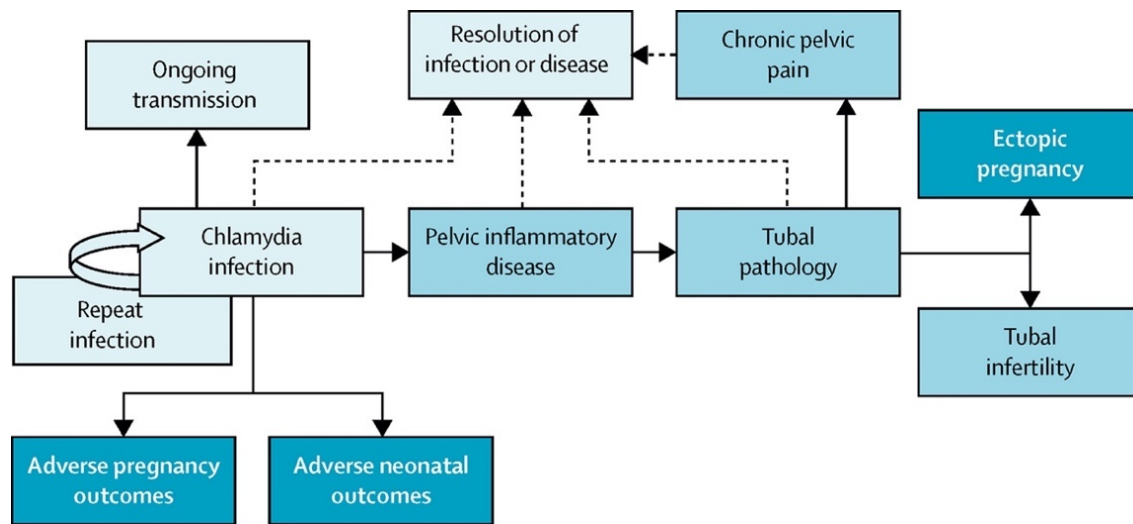 Ongoing
transmission
Resolution of
infection or disease
Chronic pelvic
pain
Ectopic
pregnancy
Chlamydia
infection
Pelvic inflammatory
disease
Tubal
pathology
Repeat
infection
Tubal
infertility
Adverse pregnancy
outcomes
Adverse neonatal
outcomes